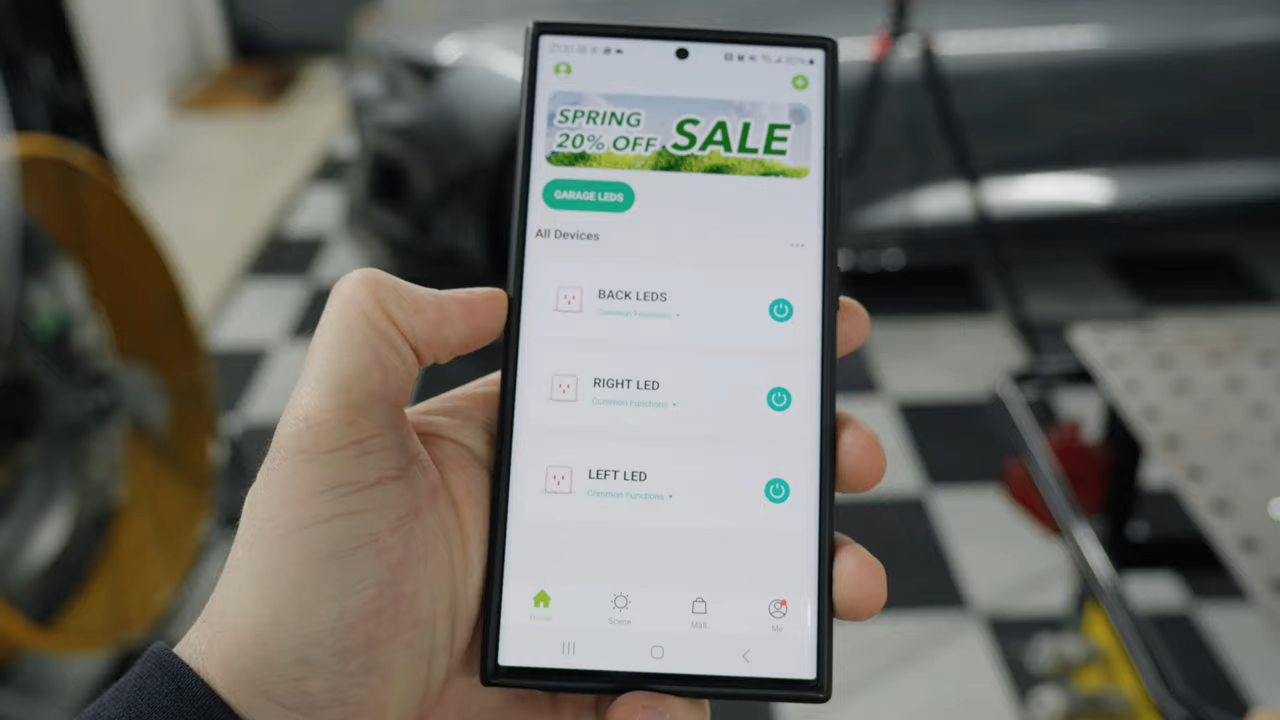 SPRING
20% OFF SALE
GARAGE LEDS
All Devices
BACK LEDS
Common Functions
RIGHT LED
Common Functions
LEFT LED
Common Functions
Home
Scene
Mall
Me